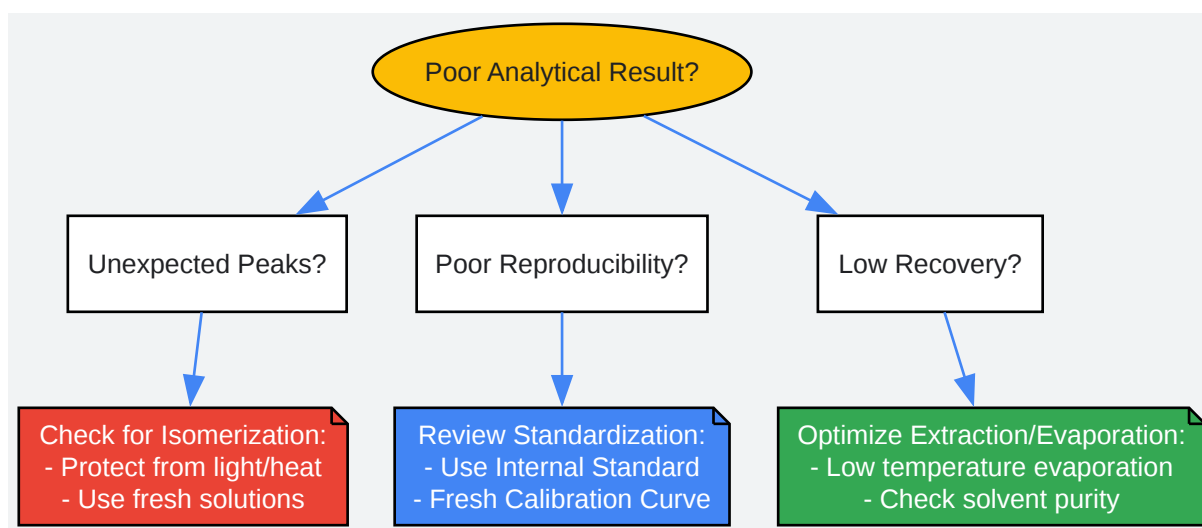 Poor Analytical Result?
Unexpected Peaks?
Poor Reproducibility?
Low Recovery?
Check for Isomerization:
- Protect from light/heat
- Use fresh solutions
Review Standardization:
- Use Internal Standard
- Fresh Calibration Curve
Optimize Extraction/Evaporation:
- Low temperature evaporation
- Check solvent purity